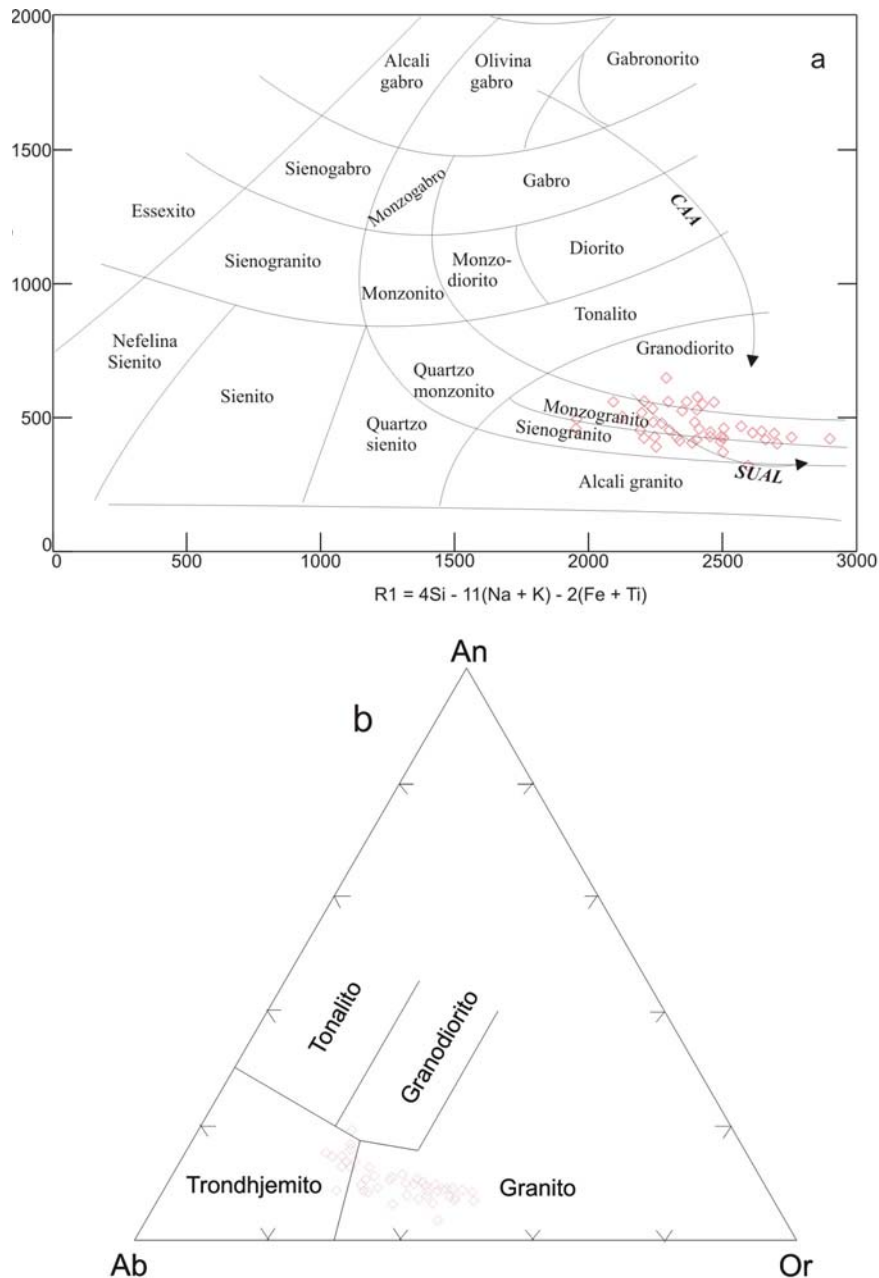 2000
a
Alcali
gabro
Olivina
gabro
Gabronorito
1500
Sienogabro
Monzogabro
Gabro
Essexito
CAA
Sienogranito
Monzo-
diorito
Diorito
1000
Monzonito
Tonalito
Nefelina
Sienito
Granodiorito
Sienito
Quartzo
monzonito
500
Monzogranito
Quartzo
sienito
Sienogranito
Alcali granito
SUAL
0
0 500 1000 1500 2000 2500 3000
R1 = 4Si - 11(Na + K) - 2(Fe + Ti)
An
b
Tonalito
Granodiorito
Trondhjemito
Granito
Ab
Or